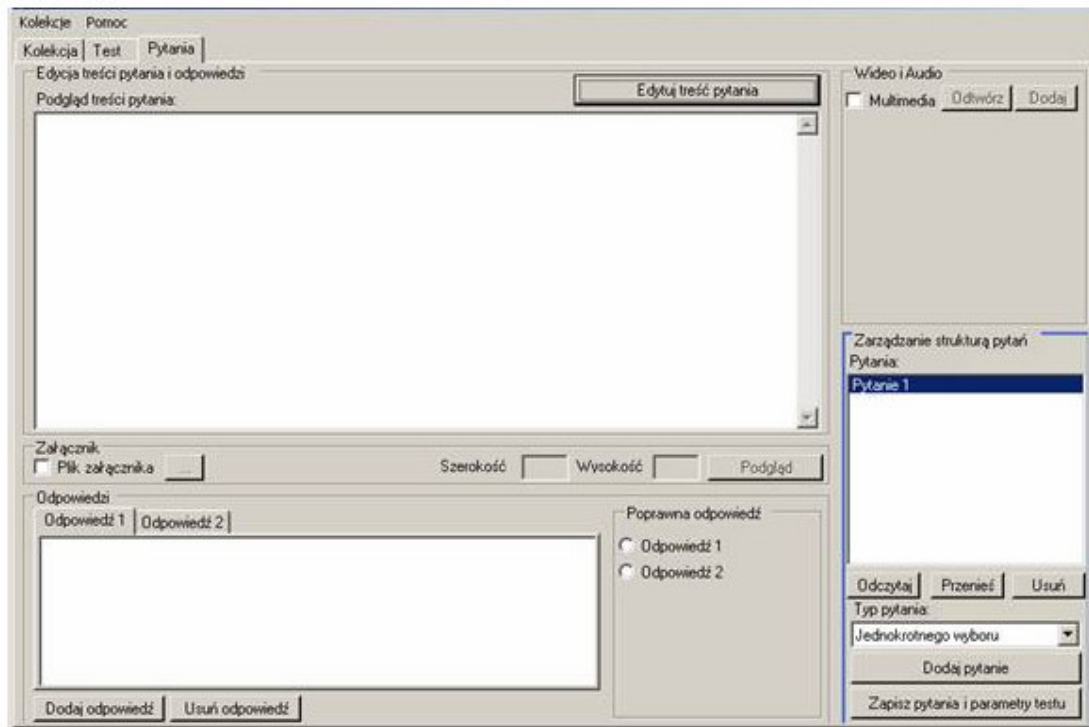 Kolekcje Pomoc
Kolekcja Test Pytania
Edycja treści pytania i odpowiedzi
Podgląd treści pytania:
Edytuj treść pytania
Wideo i Audio
Multimedia Odtwórz Dodaj
Zarządzanie strukturą pytań
Pytania:
Pytanie 1
Załącznik
Plik załącznika ... Szerokość Wysokość Podgląd
Odpowiedzi
Odpowiedź 1 Odpowiedź 2
Poprawna odpowiedź
Odpowiedź 1
Odpowiedź 2
Odczytaj Przenieś Usuń
Typ pytania:
Jednokrotnego wyboru
Dodaj pytanie
Dodaj odpowiedź Usuń odpowiedź
Zapisz pytania i parametry testu